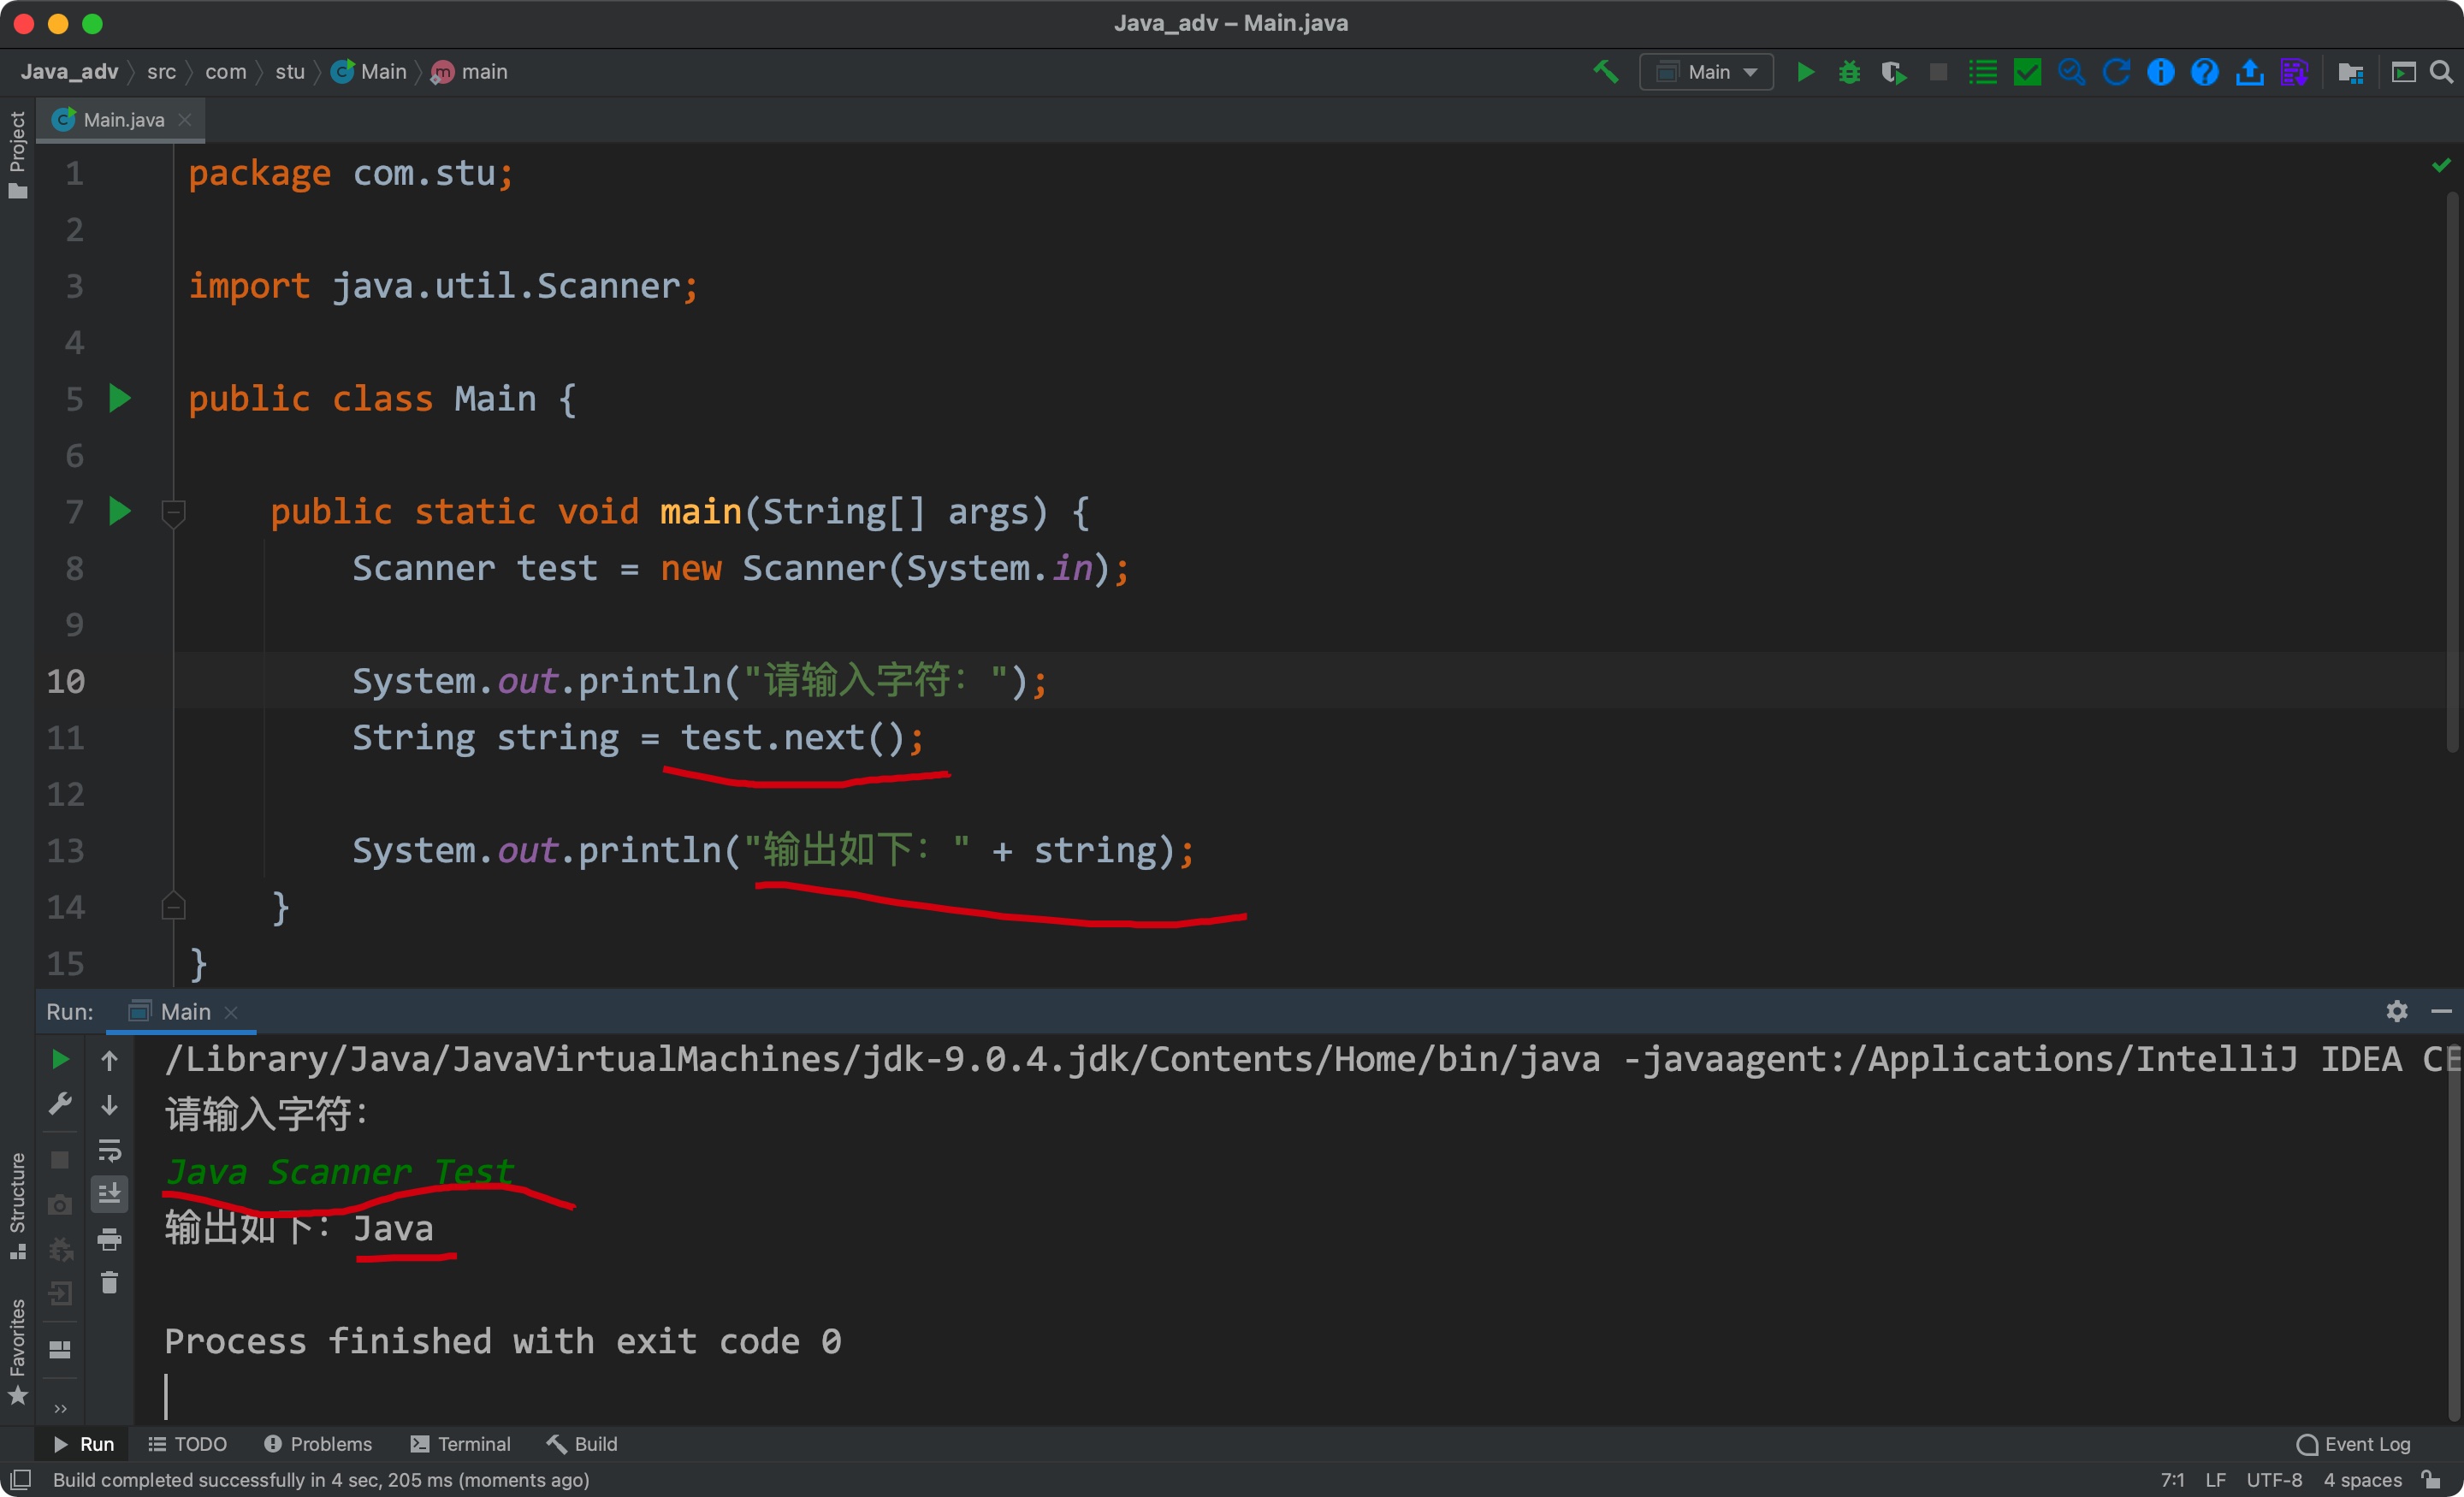 Java_adv – Main.java
Java_adv src com stu Main main
Main
Project
Main.java
1 package com.stu;
2
3 import java.util.Scanner;
4
5 public class Main {
6
7 public static void main(String[] args) {
8 Scanner test = new Scanner(System.in);
9
10 System.out.println("请输入字符：");
11 String string = test.next();
12
13 System.out.println("输出如下：" + string);
14 }
15 }
Run: Main
/Library/Java/JavaVirtualMachines/jdk-9.0.4.jdk/Contents/Home/bin/java -javaagent:/Applications/IntelliJ IDEA CE
请输入字符：
Java Scanner Test
输出如下：Java
Process finished with exit code 0
Structure
Favorites
Run TODO Problems Terminal Build Event Log
Build completed successfully in 4 sec, 205 ms (moments ago) 7:1 LF UTF-8 4 spaces